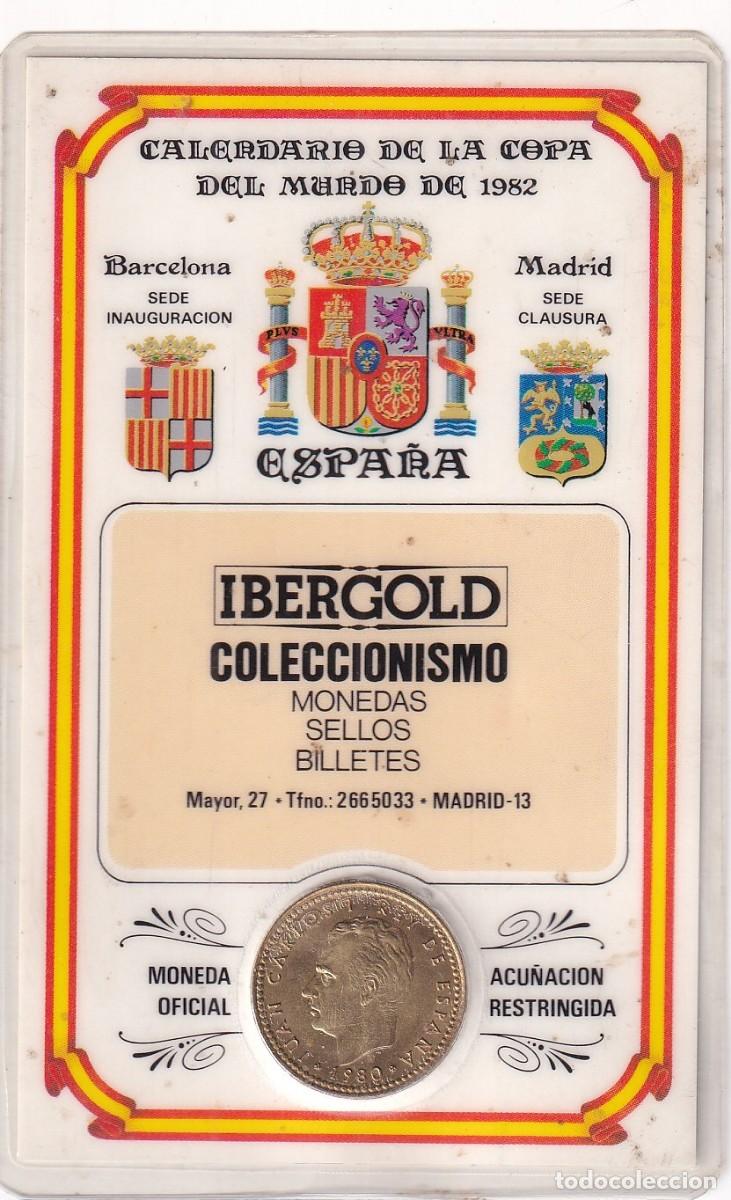 CALENDARIO DE LA COPA
DEL MUNDO DE 1982
Barcelona
SEDE
INAUGURACION
Madrid
SEDE
CLAUSURA
PLVS VLTRA
ESPAÑA
IBERGOLD
COLECCIONISMO
MONEDAS
SELLOS
BILLETES
Mayor, 27 • Tfno.: 2665033 • MADRID-13
MONEDA
OFICIAL
JUAN CARLOS I REY DE ESPAÑA
* 1980 *
ACUÑACION
RESTRINGIDA
todocoleccion